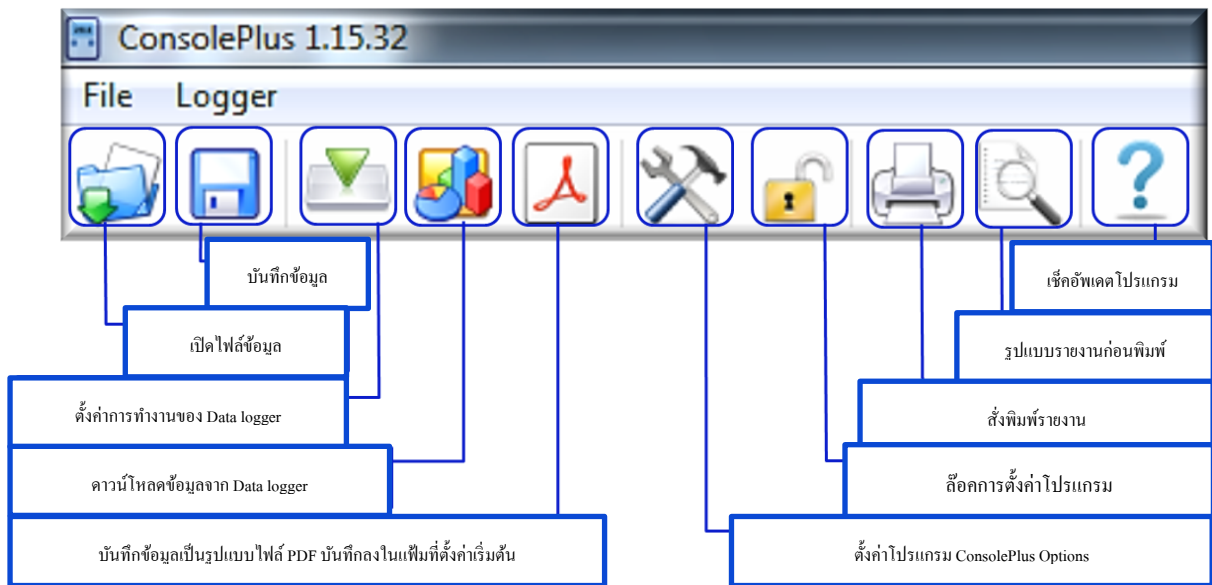 ConsolePlus 1.15.32
File Logger
บันทึกข้อมูล
เช็คอัพเดตโปรแกรม
เปิดไฟล์ข้อมูล
รูปแบบรายงานก่อนพิมพ์
ตั้งค่าการทำงานของ Data logger
สั่งพิมพ์รายงาน
ดาวน์โหลดข้อมูลจาก Data logger
ล๊อคการตั้งค่าโปรแกรม
บันทึกข้อมูลเป็นรูปแบบไฟล์ PDF บันทึกลงในแฟ้มที่ตั้งค่าเริ่มต้น
ตั้งค่าโปรแกรม ConsolePlus Options